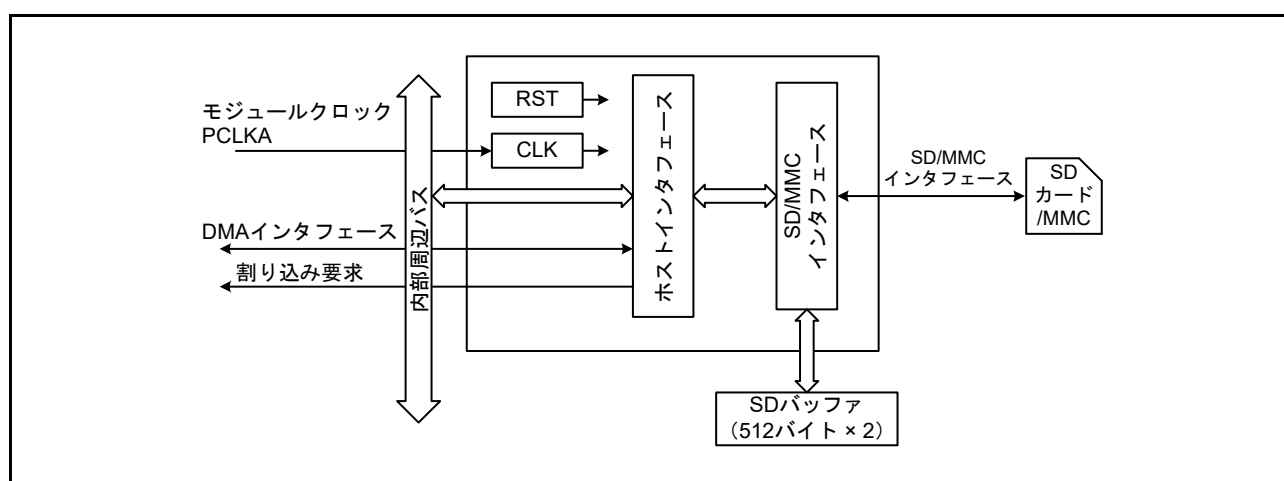 モジュールクロック
PCLKA
RST
CLK
DMAインタフェース
割り込み要求
内部周辺バス
ホストインタフェース
SD/MMC
インタフェース
SD/MMC
インタフェース
SD
カード
/MMC
SDバッファ
（512バイト × 2）